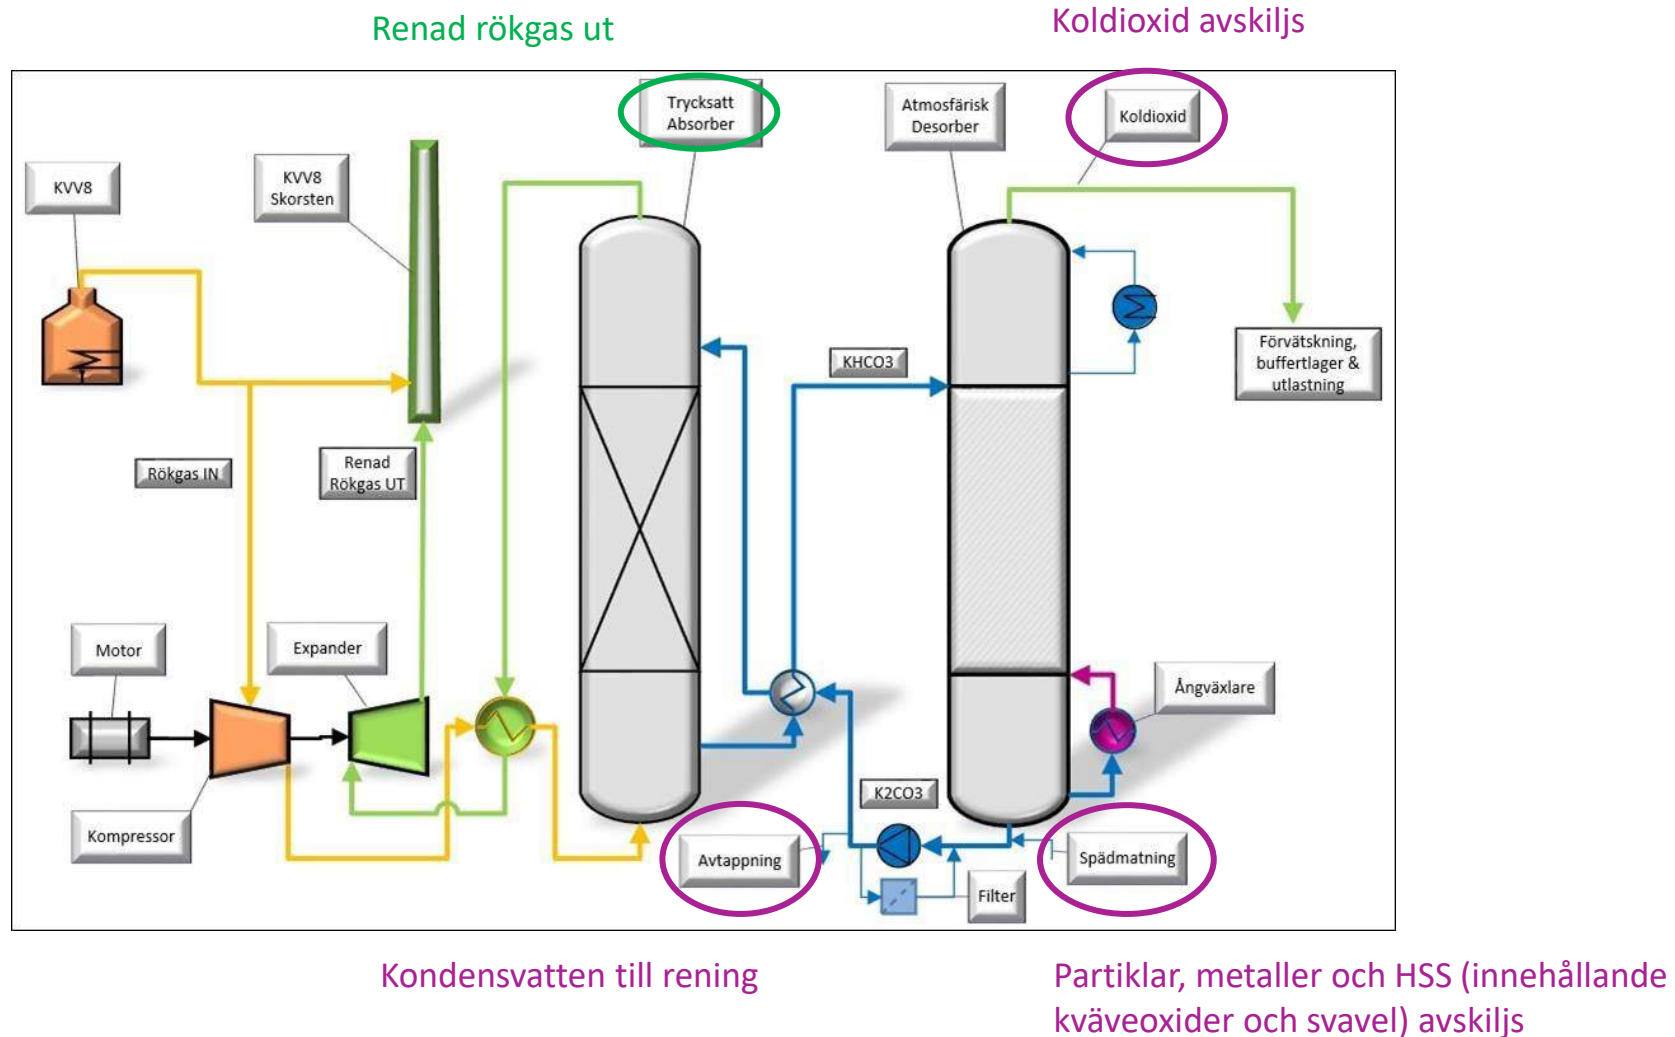 Renad rökgas ut
Koldioxid avskiljs
Trycksatt
Absorber
Atmosfärisk
Desorber
Koldioxid
KVV8
KVV8
Skorsten
Förvätskning,
buffertlager &
utlastning
KHCO3
Rökgas IN
Renad
Rökgas UT
Motor
Expander
Ångväxlare
K2CO3
Kompressor
Avtappning
Spädmatning
Filter
Kondensvatten till rening
Partiklar, metaller och HSS (innehållande
kväveoxider och svavel) avskiljs